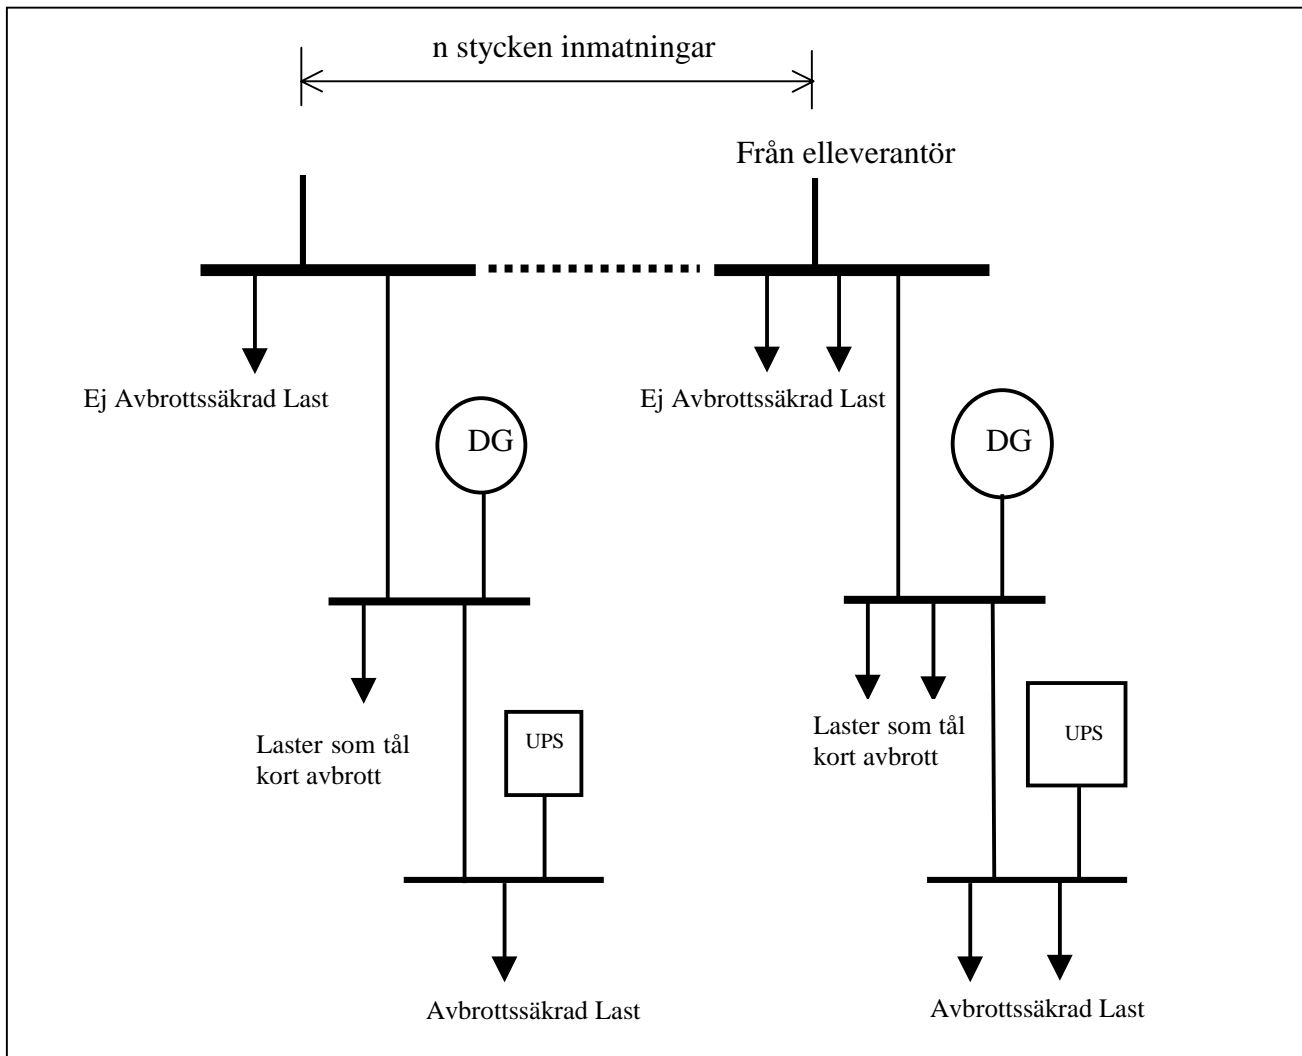 n stycken inmatningar
Från elleverantör
Ej Avbrottssäkrad Last
Ej Avbrottssäkrad Last
DG
DG
Laster som tål
kort avbrott
UPS
Laster som tål
kort avbrott
UPS
Avbrottssäkrad Last
Avbrottssäkrad Last